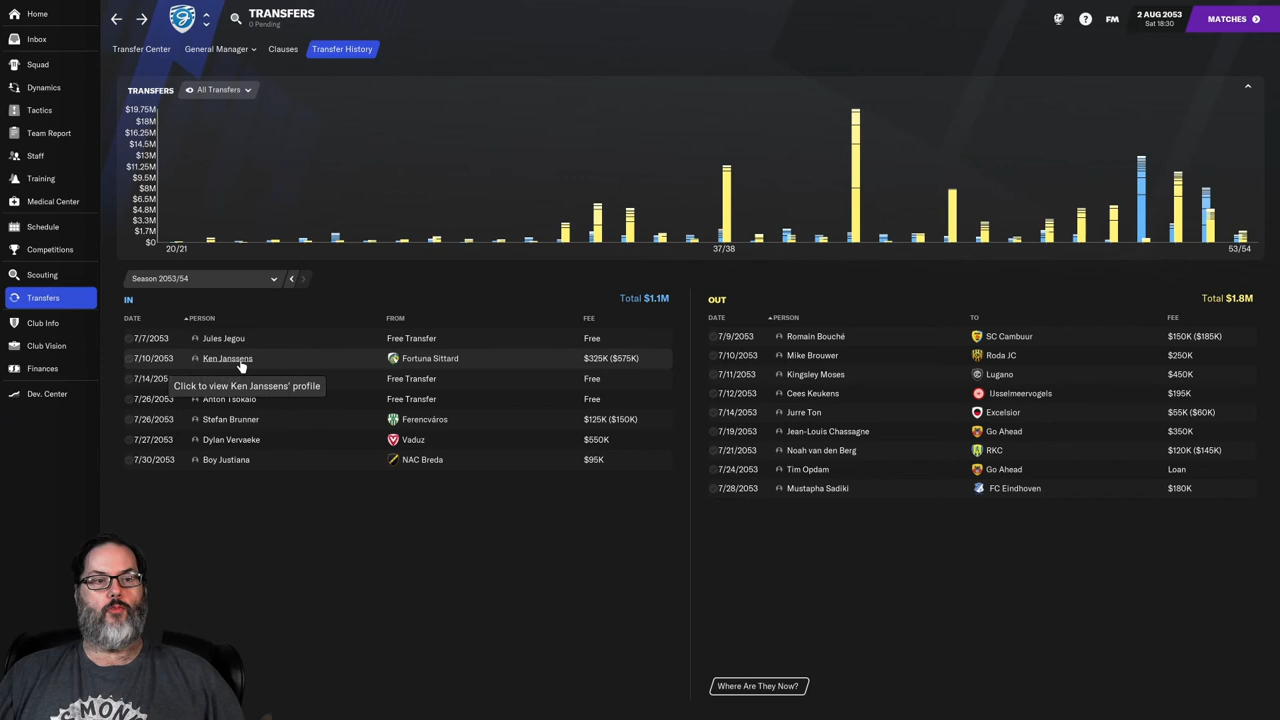 Home
Inbox
Squad
Dynamics
Tactics
Team Report
Staff
Training
Medical Center
Schedule
Competitions
Scouting
Transfers
Club Info
Club Vision
Finances
Dev. Center
TRANSFERS
0 Pending
FM
2 AUG 2053
Sat 18:30
MATCHES
Transfer Center General Manager Clauses Transfer History
TRANSFERS All Transfers
$19.75M
$18M
$16.25M
$14.5M
$13M
$11.25M
$9.5M
$8M
$6.5M
$4.8M
$3.3M
$1.7M
$0
20/21 37/38 53/54
Season 2053/54
IN Total $1.1M
DATE PERSON FROM FEE
7/7/2053 Jules Jegou Free Transfer Free
7/10/2053 Ken Janssens Fortuna Sittard $325K ($575K)
7/14/205 Free Transfer Free
Click to view Ken Janssens' profile
7/26/2053 Anton Tsokalo Free Transfer Free
7/26/2053 Stefan Brunner Ferencváros $125K ($150K)
7/27/2053 Dylan Vervaeke Vaduz $550K
7/30/2053 Boy Justiana NAC Breda $95K
OUT Total $1.8M
DATE PERSON TO FEE
7/9/2053 Romain Bouché SC Cambuur $150K ($185K)
7/10/2053 Mike Brouwer Roda JC $250K
7/11/2053 Kingsley Moses Lugano $450K
7/12/2053 Cees Keukens IJsselmeervogels $195K
7/14/2053 Jurre Ton Excelsior $55K ($60K)
7/19/2053 Jean-Louis Chassagne Go Ahead $350K
7/21/2053 Noah van den Berg RKC $120K ($145K)
7/24/2053 Tim Opdam Go Ahead Loan
7/28/2053 Mustapha Sadiki FC Eindhoven $180K
Where Are They Now?